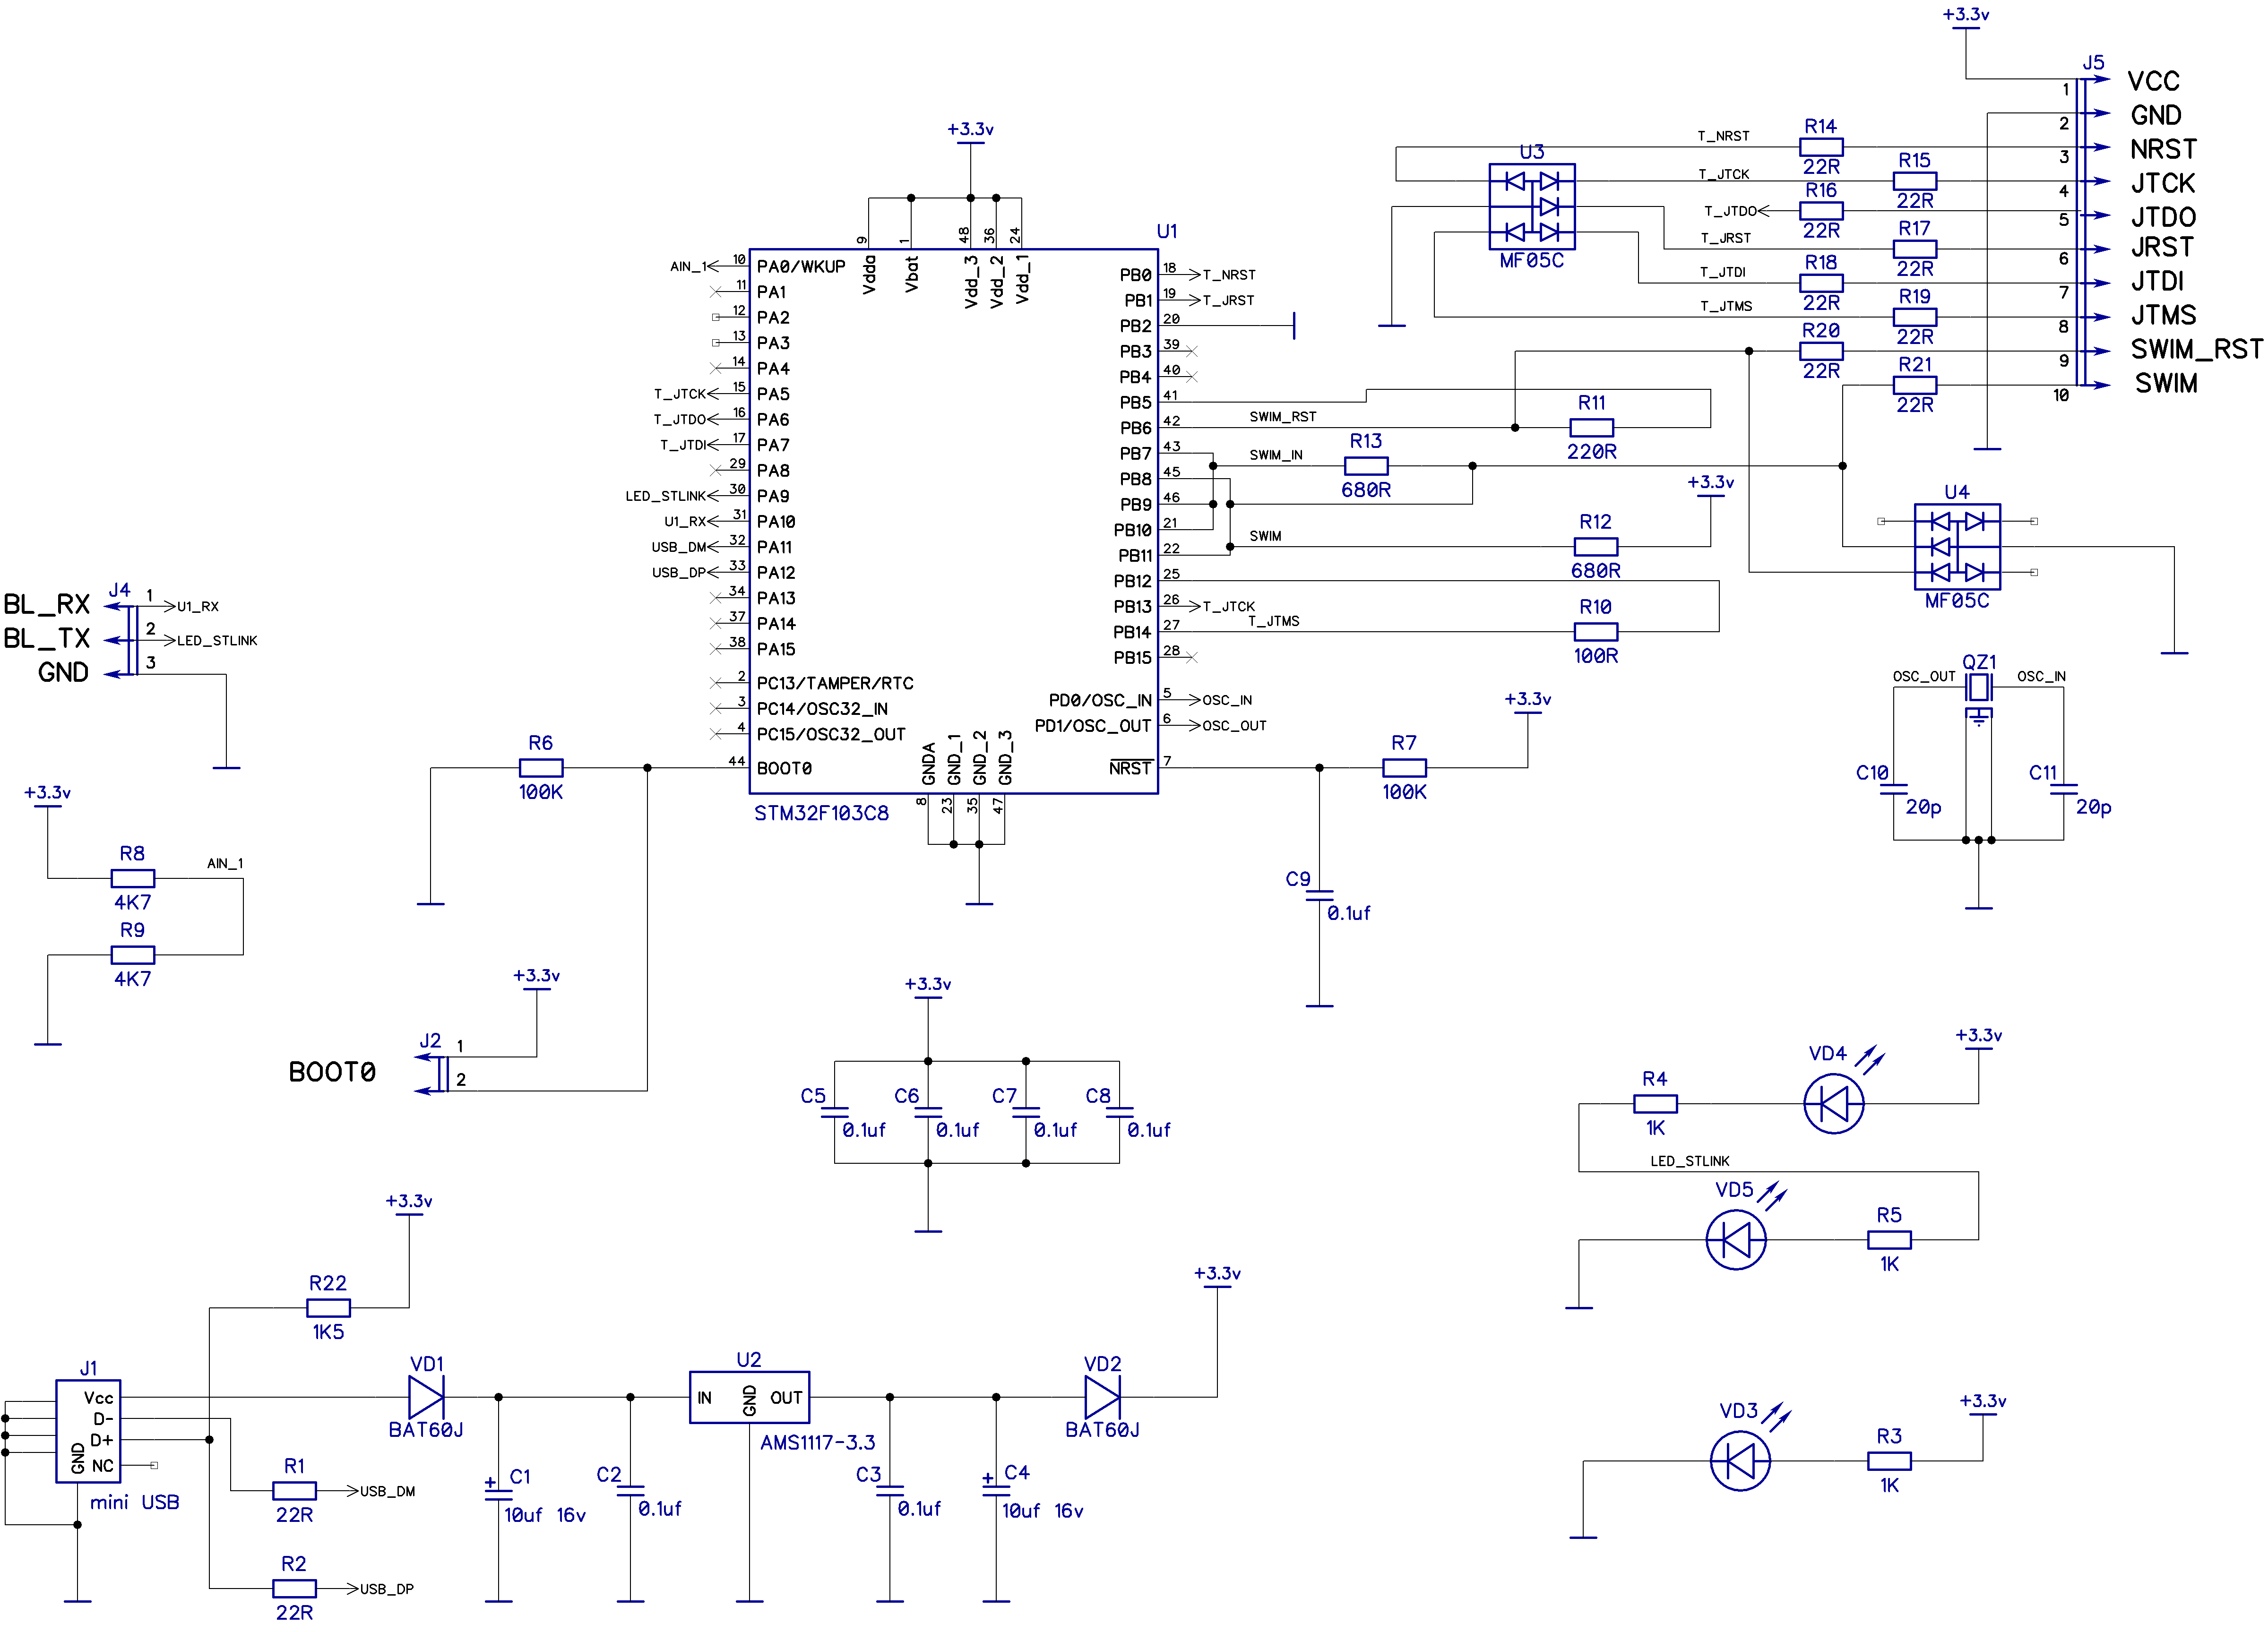 +3.3v
J5
VCC
1
GND
2
NRST
3
JTCK
4
JTDO
5
JRST
6
JTDI
7
JTMS
8
SWIM_RST
9
SWIM
10
T_NRST
R14
22R
T_JTCK
R15
22R
T_JTDO
R16
22R
T_JRST
R17
22R
T_JTDI
R18
22R
T_JTMS
R19
22R
R20
22R
R21
22R
U3
MF05C
+3.3v
U1
9
1
48
36
24
Vdda
Vbat
Vdd_3
Vdd_2
Vdd_1
AIN_1 10 PA0/WKUP
11 PA1
12 PA2
13 PA3
14 PA4
T_JTCK 15 PA5
T_JTDO 16 PA6
T_JTDI 17 PA7
29 PA8
LED_STLINK 30 PA9
U1_RX 31 PA10
USB_DM 32 PA11
USB_DP 33 PA12
34 PA13
37 PA14
38 PA15
2 PC13/TAMPER/RTC
3 PC14/OSC32_IN
4 PC15/OSC32_OUT
44 BOOT0
PB0 18 T_NRST
PB1 19 T_JRST
PB2 20
PB3 39
PB4 40
PB5 41
PB6 42 SWIM_RST
PB7 43 SWIM_IN
PB8 45
PB9 46
PB10 21
PB11 22 SWIM
PB12 25
PB13 26 T_JTCK
PB14 27 T_JTMS
PB15 28
PD0/OSC_IN 5 OSC_IN
PD1/OSC_OUT 6 OSC_OUT
NRST 7
GNDA
GND_1
GND_2
GND_3
8
23
35
47
STM32F103C8
R11
220R
R13
680R
+3.3v
R12
680R
R10
100R
U4
MF05C
J4
BL_RX 1 U1_RX
BL_TX 2 LED_STLINK
GND 3
OSC_OUT QZ1 OSC_IN
C10
20p
C11
20p
R6
100K
+3.3v
R7
100K
C9
0.1uf
+3.3v
R8
4K7
AIN_1
R9
4K7
+3.3v
J2
BOOT0
1
2
+3.3v
C5
0.1uf
C6
0.1uf
C7
0.1uf
C8
0.1uf
+3.3v
VD4
R4
1K
LED_STLINK
VD5
R5
1K
+3.3v
R22
1K5
+3.3v
J1
Vcc
D-
D+
NC
GND
mini USB
VD1
BAT60J
U2
IN
GND
OUT
AMS1117-3.3
VD2
BAT60J
R1
22R
USB_DM
R2
22R
USB_DP
+ C1
10uf 16v
C2
0.1uf
C3
0.1uf
+ C4
10uf 16v
VD3
R3
1K
+3.3v